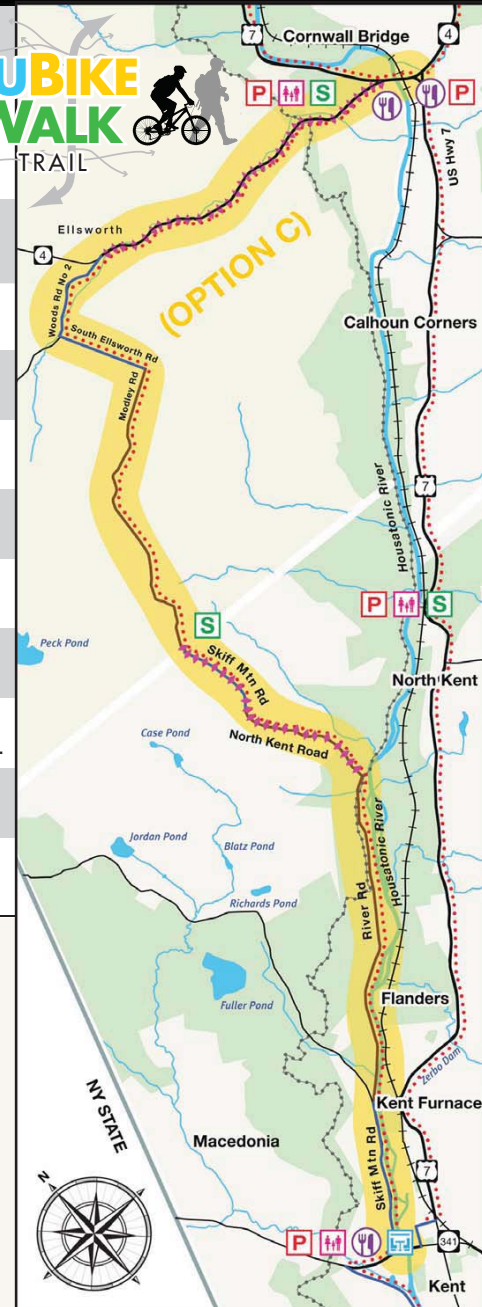 7
Cornwall Bridge
4
uBIKE
WALK
TRAIL
P
S
P
US Hwy 7
Ellsworth
4
(OPTION C)
Woods Rd No 2
South Ellsworth Rd
Calhoun Corners
Modley Rd
7
Housatonic River
P
S
S
Peck Pond
Skiff Mtn Rd
North Kent
Case Pond
North Kent Road
Jordan Pond
Blatz Pond
Housatonic River
River Rd
Richards Pond
Fuller Pond
Flanders
Zerbo Dam
NY STATE
Kent Furnace
Macedonia
Skiff Mtn Rd
7
N
P
341
Kent